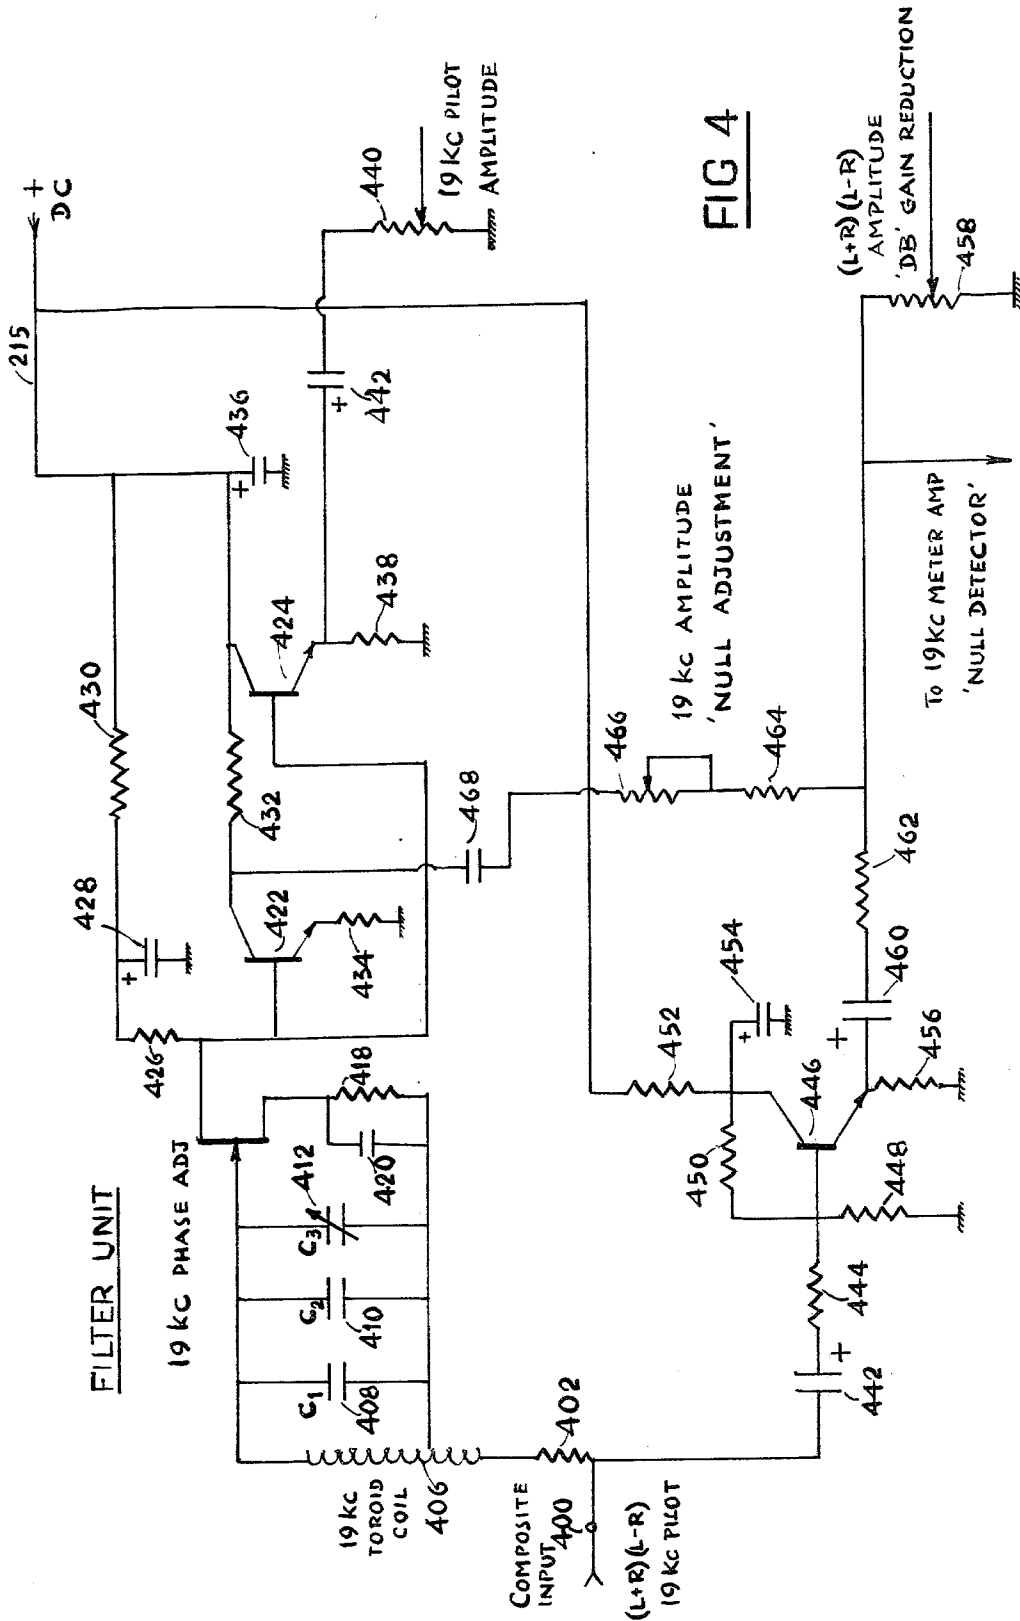 FILTER UNIT
19 KC PHASE ADJ
+
DC
215
430
428
+
426
432
422
434
424
436
+
438
442
+
440
19 KC PILOT
AMPLITUDE
C1
408
C2
410
C3
412
420
418
19 KC
TOROID
COIL
406
402
COMPOSITE
INPUT
400
(L+R)(L-R)
19 KC PILOT
442
+
444
448
450
446
452
454
+
456
460
+
462
468
466
464
19 KC AMPLITUDE
'NULL ADJUSTMENT'
TO 19 KC METER AMP
'NULL DETECTOR'
FIG 4
(L+R)(L-R)
AMPLITUDE
'DB' GAIN REDUCTION
458